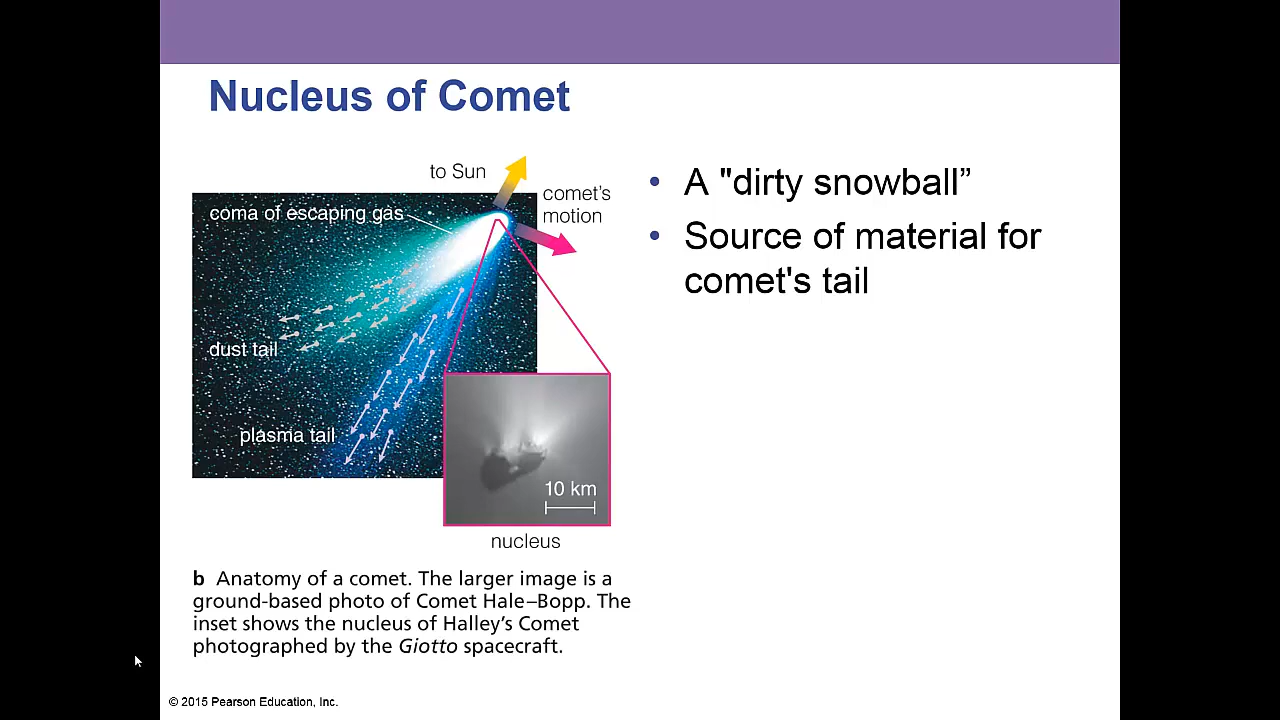 Nucleus of Comet
to Sun
comet's
motion
coma of escaping gas
dust tail
plasma tail
10 km
nucleus
b Anatomy of a comet. The larger image is a
ground-based photo of Comet Hale–Bopp. The
inset shows the nucleus of Halley's Comet
photographed by the Giotto spacecraft.
• A "dirty snowball”
• Source of material for
comet's tail
© 2015 Pearson Education, Inc.